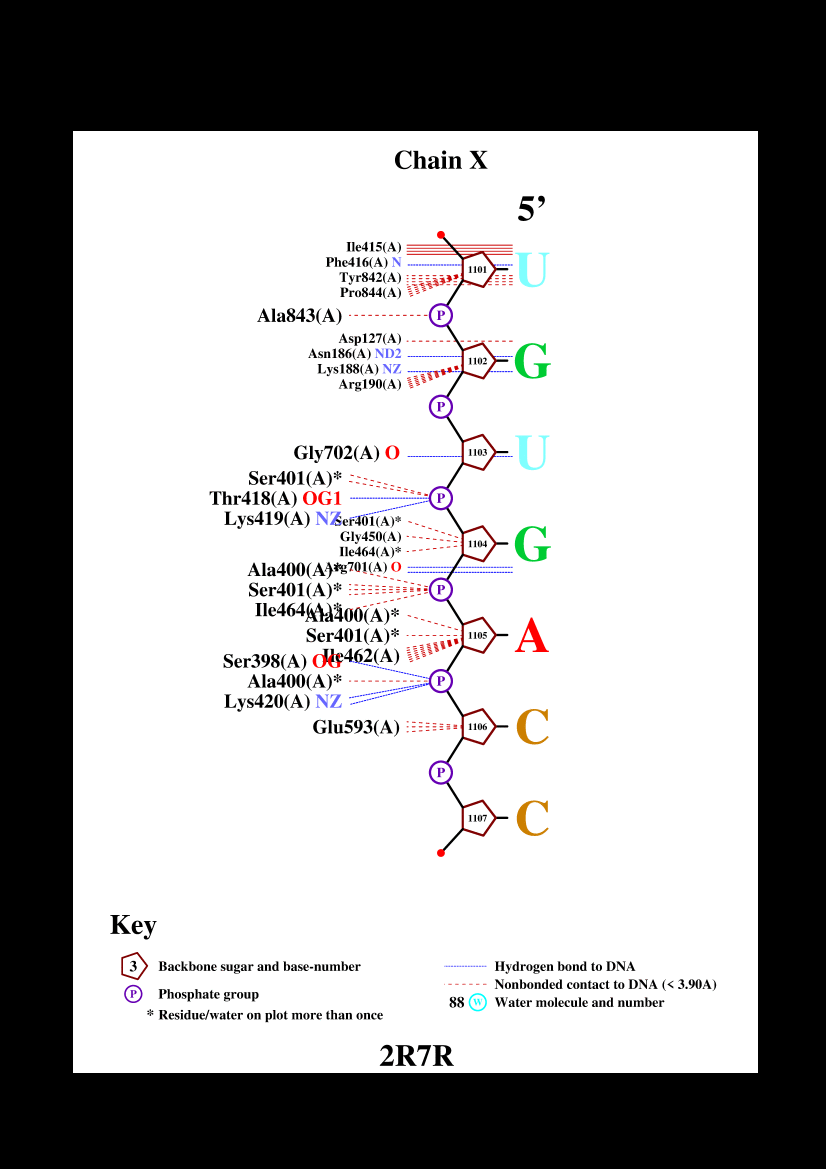 Chain X
5’
Ile415(A)
Phe416(A) N
1101
U
Tyr842(A)
Pro844(A)
Ala843(A)
P
Asp127(A)
Asn186(A) ND2
1102
G
Lys188(A) NZ
Arg190(A)
P
Gly702(A) O
1103
U
Ser401(A)*
Thr418(A) OG1
P
Lys419(A) NZ
Ser401(A)*
Gly450(A)
1104
G
Ile464(A)*
Arg701(A) O
Ala400(A)*
Ser401(A)*
P
Ile464(A)*
Ala400(A)*
Ser401(A)*
1105
A
Ile462(A)
Ser398(A) OG
Ala400(A)*
P
Lys420(A) NZ
Glu593(A)
1106
C
P
1107
C
Key
3 Backbone sugar and base-number
P Phosphate group
* Residue/water on plot more than once
Hydrogen bond to DNA
Nonbonded contact to DNA (< 3.90A)
88 W Water molecule and number
2R7R